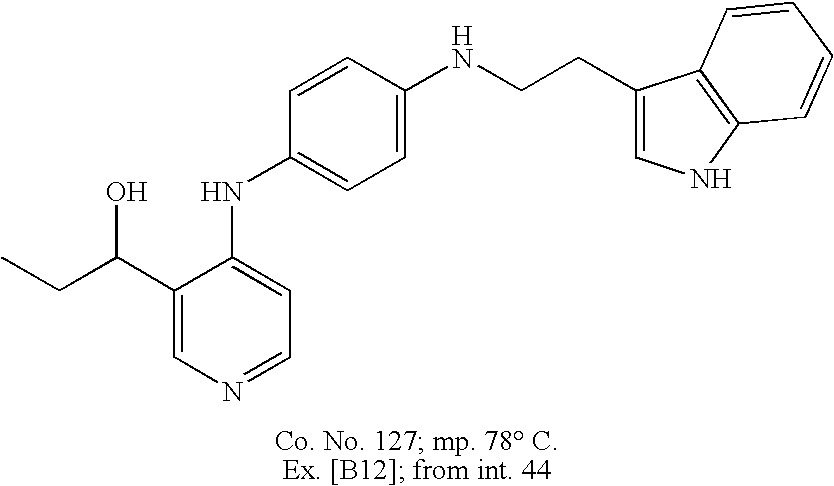 H
N
OH
HN
NH
N
Co. No. 127; mp. 78° C.
Ex. [B12]; from int. 44